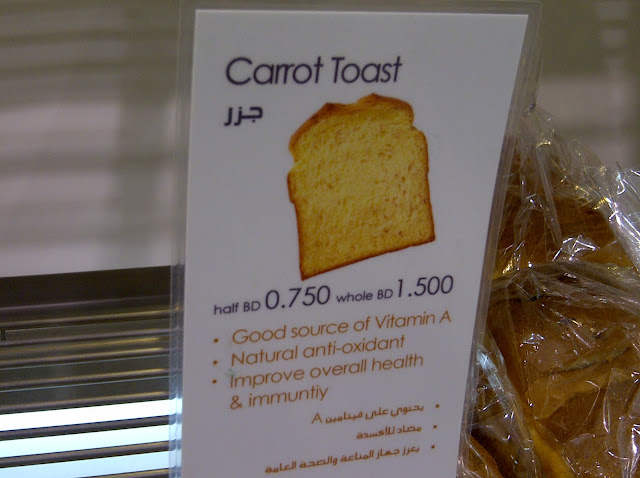 Carrot Toast
جزر
half BD 0.750 whole BD 1.500
• Good source of Vitamin A
• Natural anti-oxidant
• Improve overall health
& immuntiy
• يحتوي على فيتامين A
• مضاد للأكسدة
• يعزز جهاز المناعة والصحة العامة